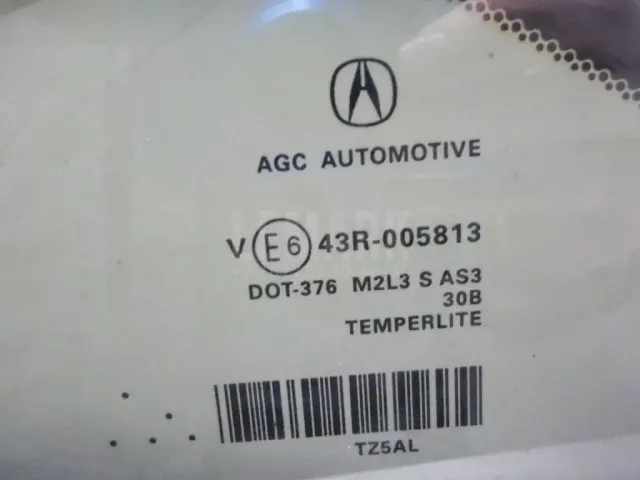 AGC AUTOMOTIVE
V E6 43R-005813
DOT-376 M2L3 S AS3
30B
TEMPERLITE
TZ5AL